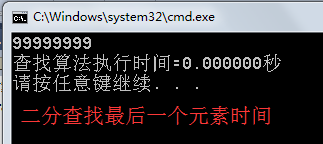 C:\Windows\system32\cmd.exe
99999999
查找算法执行时间=0.000000秒
请按任意键继续. . .
二分查找最后一个元素时间